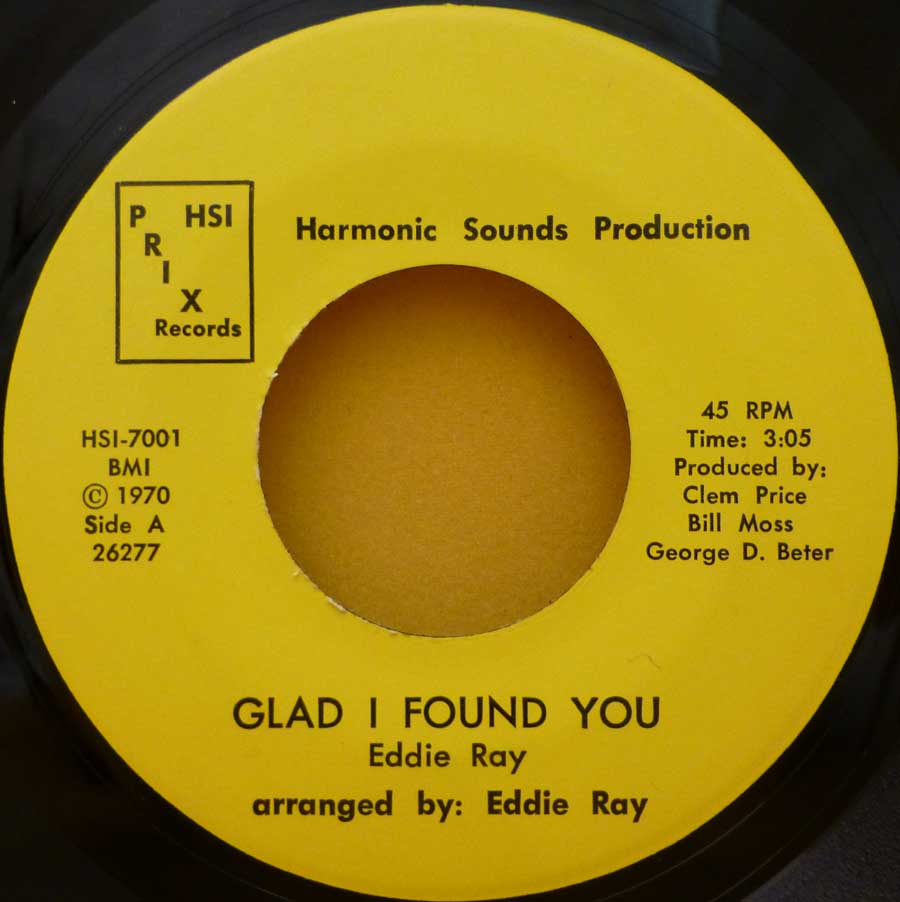 P HSI
R
I
X
Records
Harmonic Sounds Production
HSI-7001
BMI
© 1970
Side A
26277
45 RPM
Time: 3:05
Produced by:
Clem Price
Bill Moss
George D. Beter
GLAD I FOUND YOU
Eddie Ray
arranged by: Eddie Ray